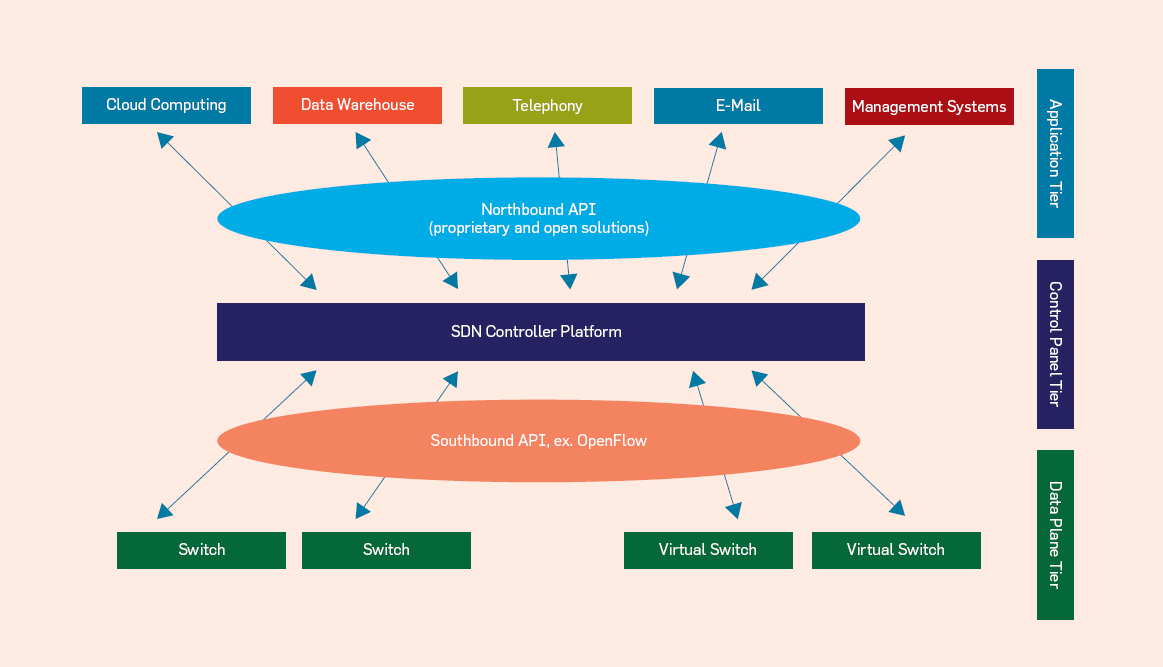 Cloud Computing
Data Warehouse
Telephony
E-Mail
Management Systems
Application Tier
Northbound API
(proprietary and open solutions)
SDN Controller Platform
Control Panel Tier
Southbound API, ex. OpenFlow
Switch
Switch
Virtual Switch
Virtual Switch
Data Plane Tier